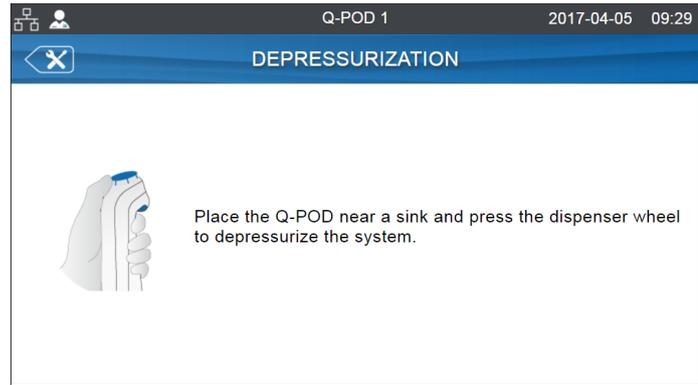 Q-POD 1 2017-04-05 09:29
DEPRESSURIZATION
Place the Q-POD near a sink and press the dispenser wheel
to depressurize the system.